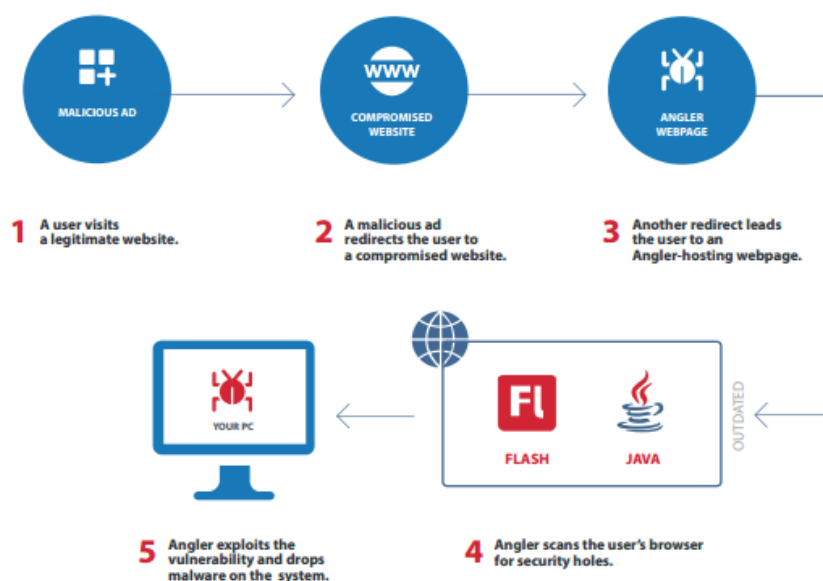 MALICIOUS AD
WWW
COMPROMISED
WEBSITE
ANGLER
WEBPAGE
1 A user visits
a legitimate website.
2 A malicious ad
redirects the user to
a compromised website.
3 Another redirect leads
the user to an
Angler-hosting webpage.
YOUR PC
Fl
FLASH
JAVA
OUTDATED
5 Angler exploits the
vulnerability and drops
malware on the system.
4 Angler scans the user's browser
for security holes.